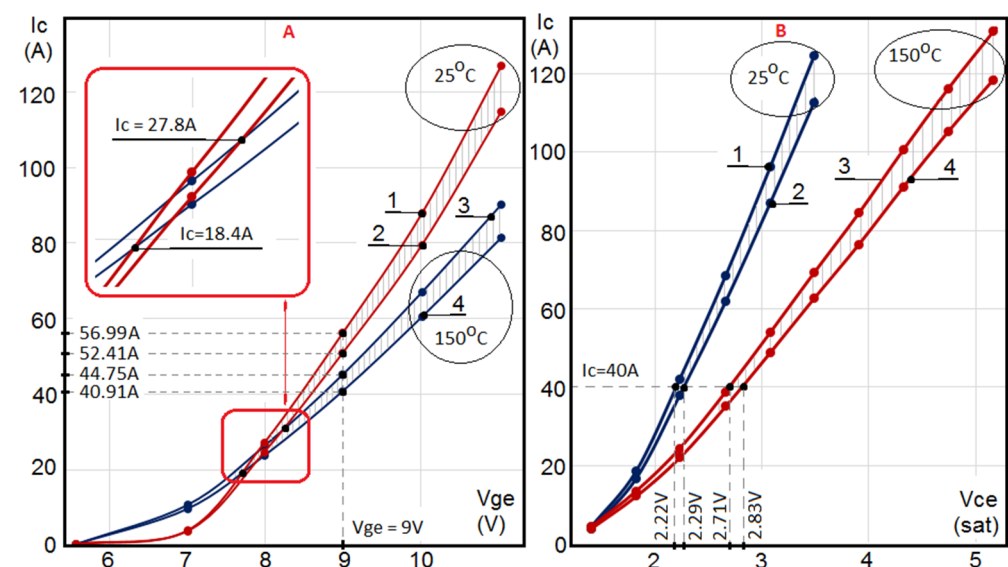 Ic
(A)
A
120
100
80
60
40
20
0
56.99A
52.41A
44.75A
40.91A
Ic = 27.8A
Ic=18.4A
25°C
1
2
3
4
150°C
Vge = 9V
Vge
(V)
6
7
8
9
10
Ic
(A)
B
120
100
80
60
40
20
0
25°C
150°C
1
2
3
4
Ic=40A
2.22V
2.29V
2.71V
2.83V
Vce
(sat)
2
3
4
5